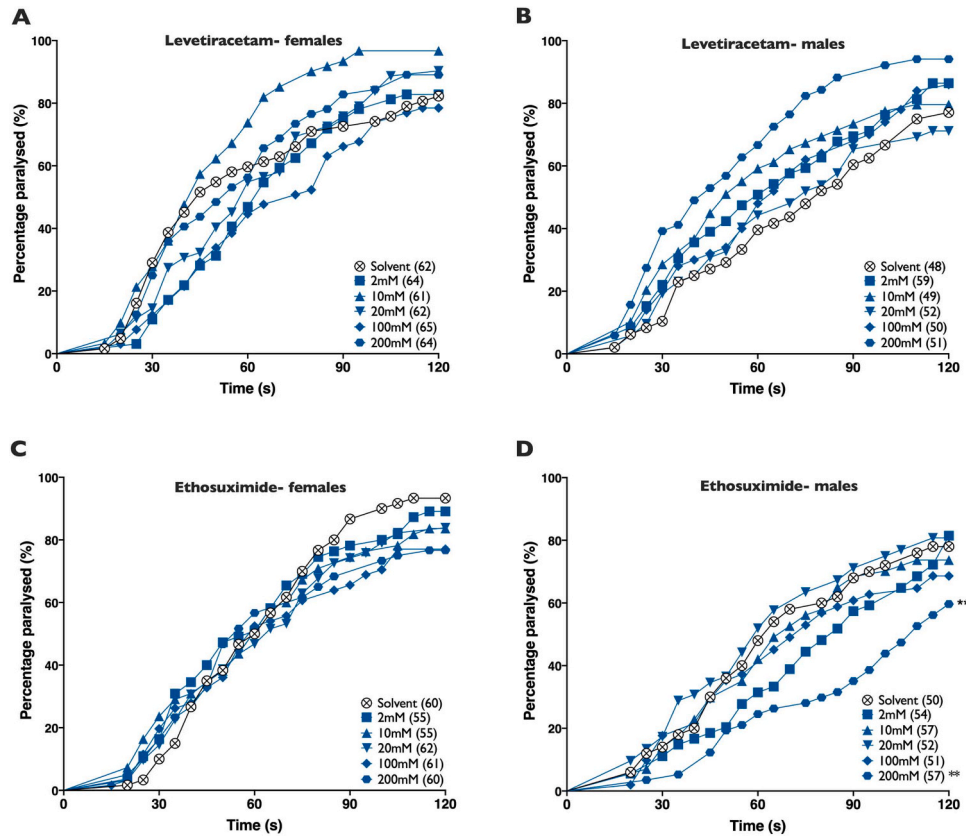 A
Levetiracetam- females
Percentage paralysed (%)
100
80
60
40
20
0
Solvent (62)
2mM (64)
10mM (61)
20mM (62)
100mM (65)
200mM (64)
0 30 60 90 120
Time (s)
B
Levetiracetam- males
Percentage paralysed (%)
100
80
60
40
20
0
Solvent (48)
2mM (59)
10mM (49)
20mM (52)
100mM (50)
200mM (51)
0 30 60 90 120
Time (s)
C
Ethosuximide- females
Percentage paralysed (%)
100
80
60
40
20
0
Solvent (60)
2mM (55)
10mM (55)
20mM (62)
100mM (61)
200mM (60)
0 30 60 90 120
Time (s)
D
Ethosuximide- males
Percentage paralysed (%)
100
80
60
40
20
0
**
Solvent (50)
2mM (54)
10mM (57)
20mM (52)
100mM (51)
200mM (57) **
0 30 60 90 120
Time (s)